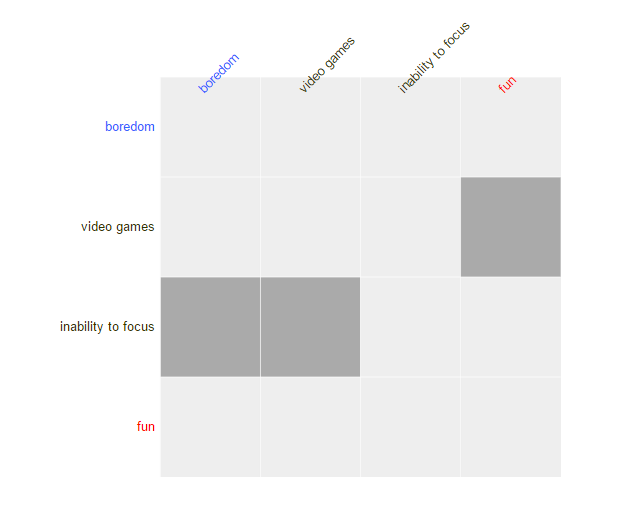 boredom
video games
inability to focus
fun
boredom
video games
inability to focus
fun